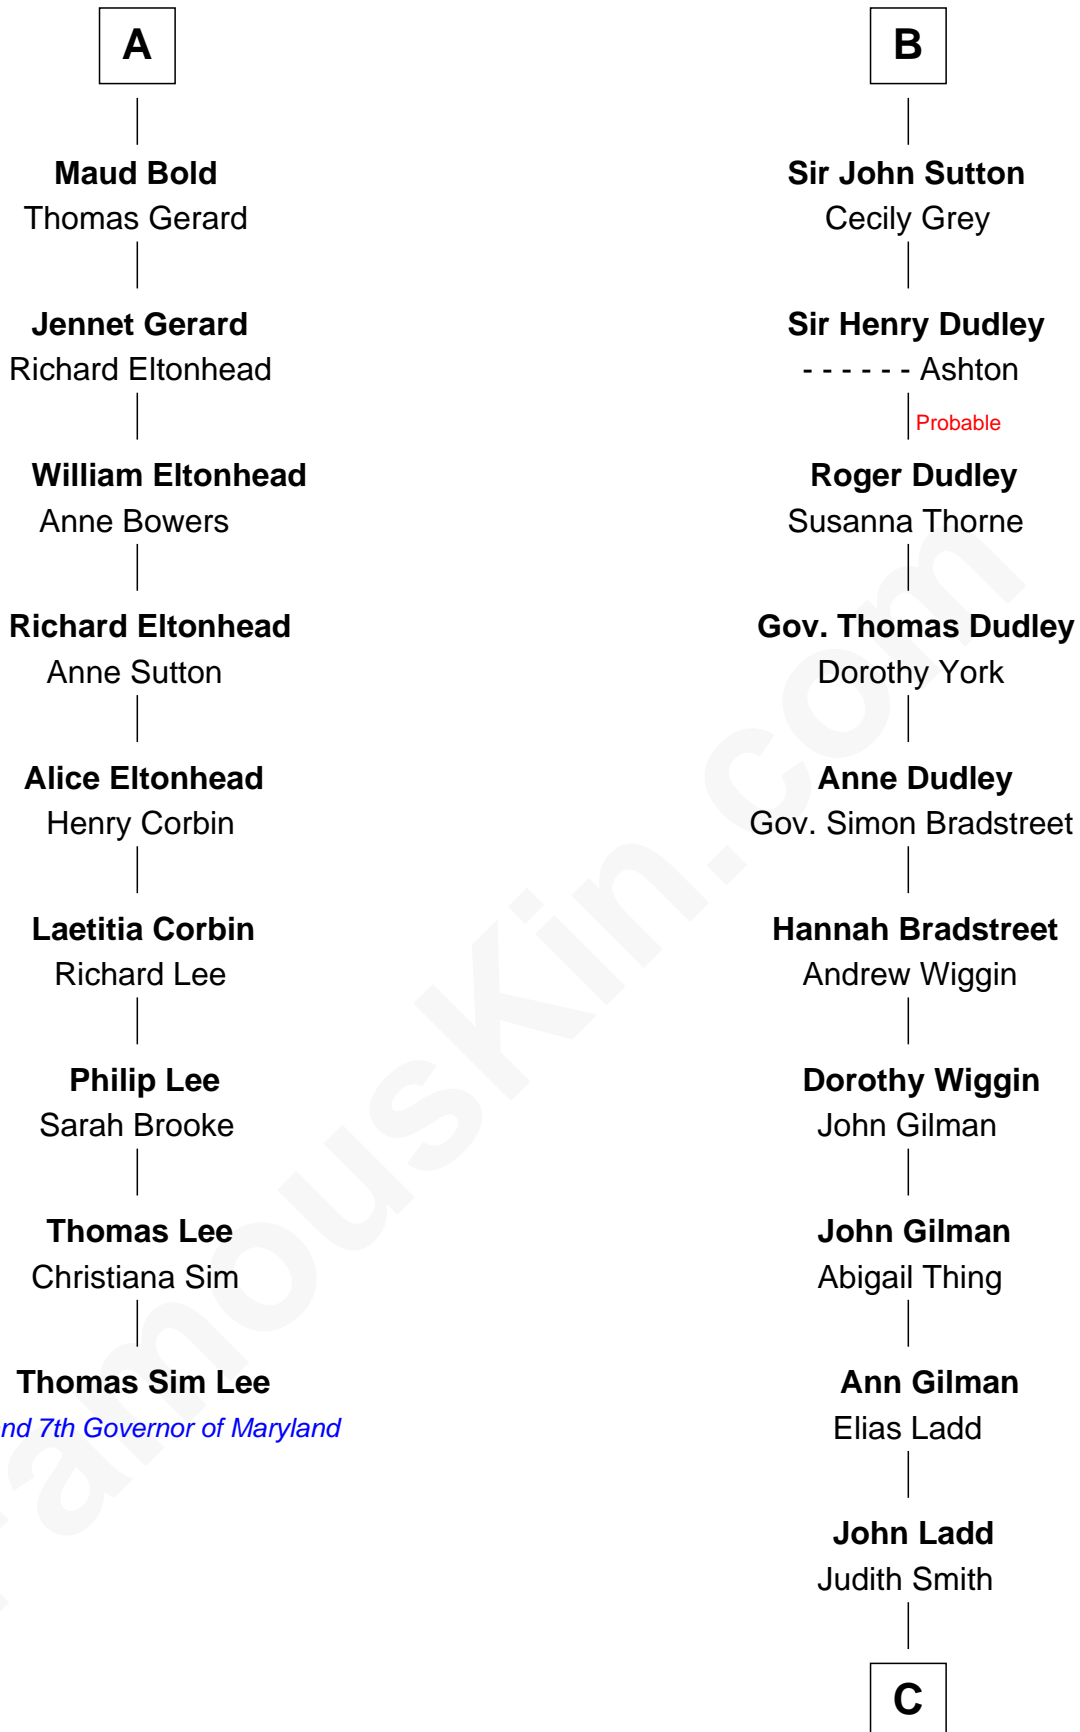 A
Maud Bold
Thomas Gerard
Jennet Gerard
Richard Eltonhead
William Eltonhead
Anne Bowers
Richard Eltonhead
Anne Sutton
Alice Eltonhead
Henry Corbin
Laetitia Corbin
Richard Lee
Philip Lee
Sarah Brooke
Thomas Lee
Christiana Sim
Thomas Sim Lee
nd 7th Governor of Maryland
B
Sir John Sutton
Cecily Grey
Sir Henry Dudley
- - - - - - Ashton
Probable
Roger Dudley
Susanna Thorne
Gov. Thomas Dudley
Dorothy York
Anne Dudley
Gov. Simon Bradstreet
Hannah Bradstreet
Andrew Wiggin
Dorothy Wiggin
John Gilman
John Gilman
Abigail Thing
Ann Gilman
Elias Ladd
John Ladd
Judith Smith
C
FamousKin.com